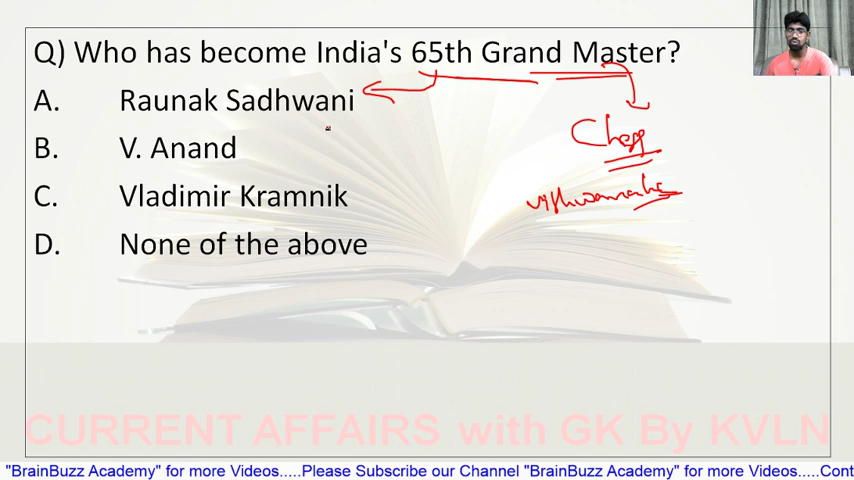 Q) Who has become India's 65th Grand Master?
A. Raunak Sadhwani
B. V. Anand
Chess
C. Vladimir Kramnik
D. None of the above
CURRENT AFFAIRS with GK By KVLN
"BrainBuzz Academy" for more Videos.....Please Subscribe our Channel "BrainBuzz Academy" for more Videos.....Cont